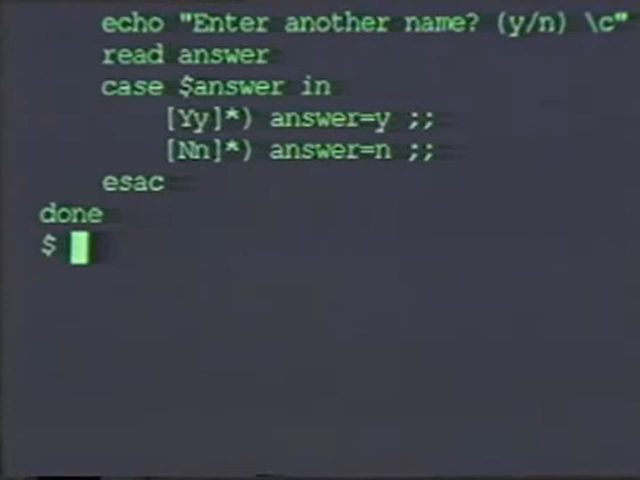 echo "Enter another name? (y/n) \c"
read answer
case $answer in
[Yy]*) answer=y ;;
[Nn]*) answer=n ;;
esac
done
$